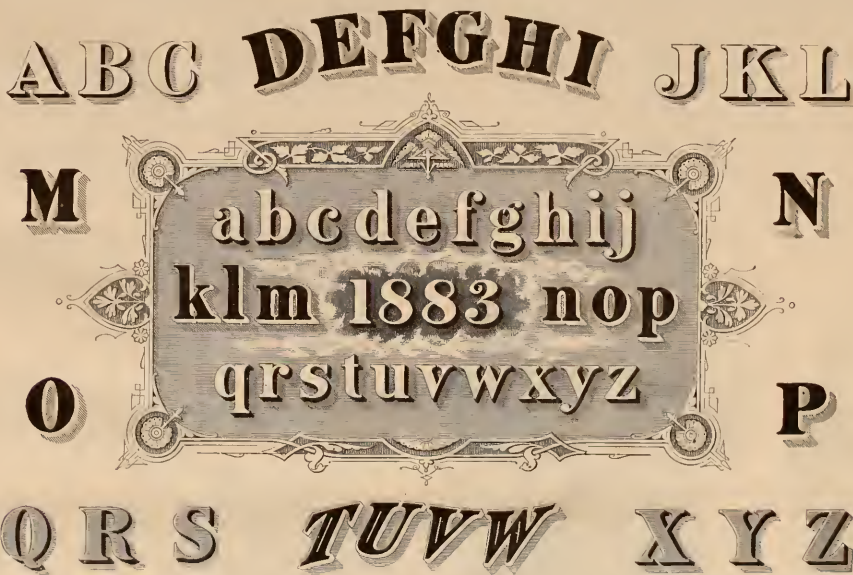 ABC DEFGHI JKL
M N
abcdefghij
klm 1883 nop
qrstuvwxyz
O P
QRS TUVW XYZ